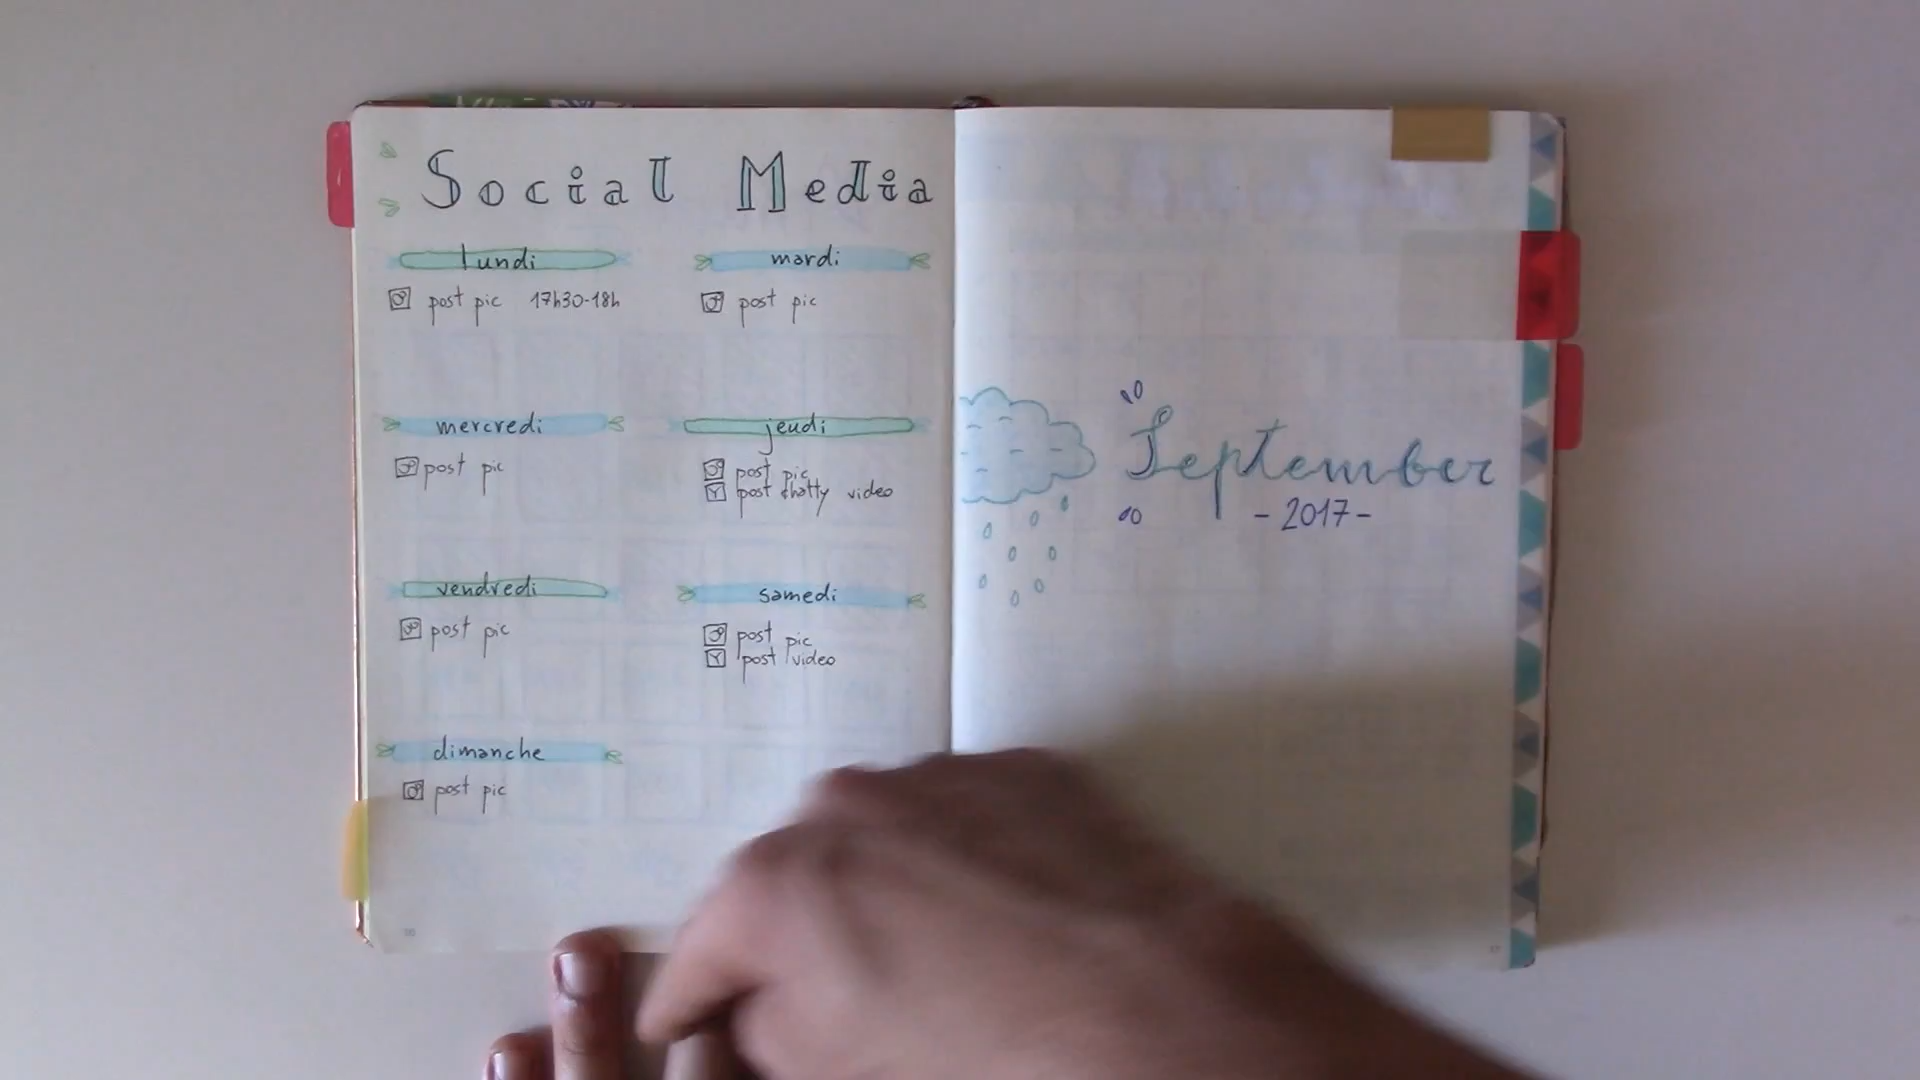 Social Media
lundi
post pic 17h30-18h
mardi
post pic
mercredi
post pic
jeudi
post pic
Y post chatty video
vendredi
post pic
samedi
post pic
Y post video
dimanche
post pic
September
- 2017 -